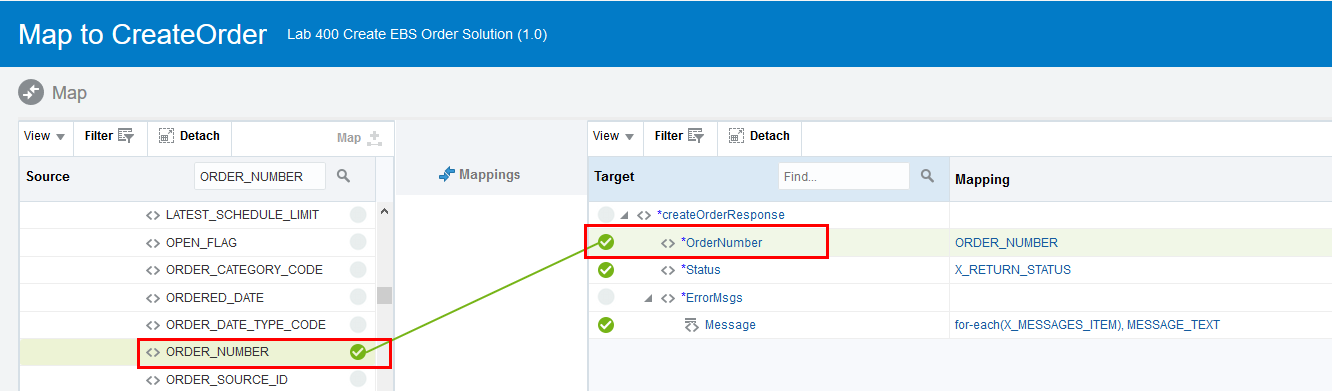 Map to CreateOrder Lab 400 Create EBS Order Solution (1.0)
Map
View Filter Detach Map
View Filter Detach
Source ORDER_NUMBER
Mappings
Target Find... Mapping
LATEST_SCHEDULE_LIMIT
OPEN_FLAG
ORDER_CATEGORY_CODE
ORDERED_DATE
ORDER_DATE_TYPE_CODE
ORDER_NUMBER
ORDER_SOURCE_ID
*createOrderResponse
*OrderNumber ORDER_NUMBER
*Status X_RETURN_STATUS
*ErrorMsgs
Message for-each(X_MESSAGES_ITEM), MESSAGE_TEXT